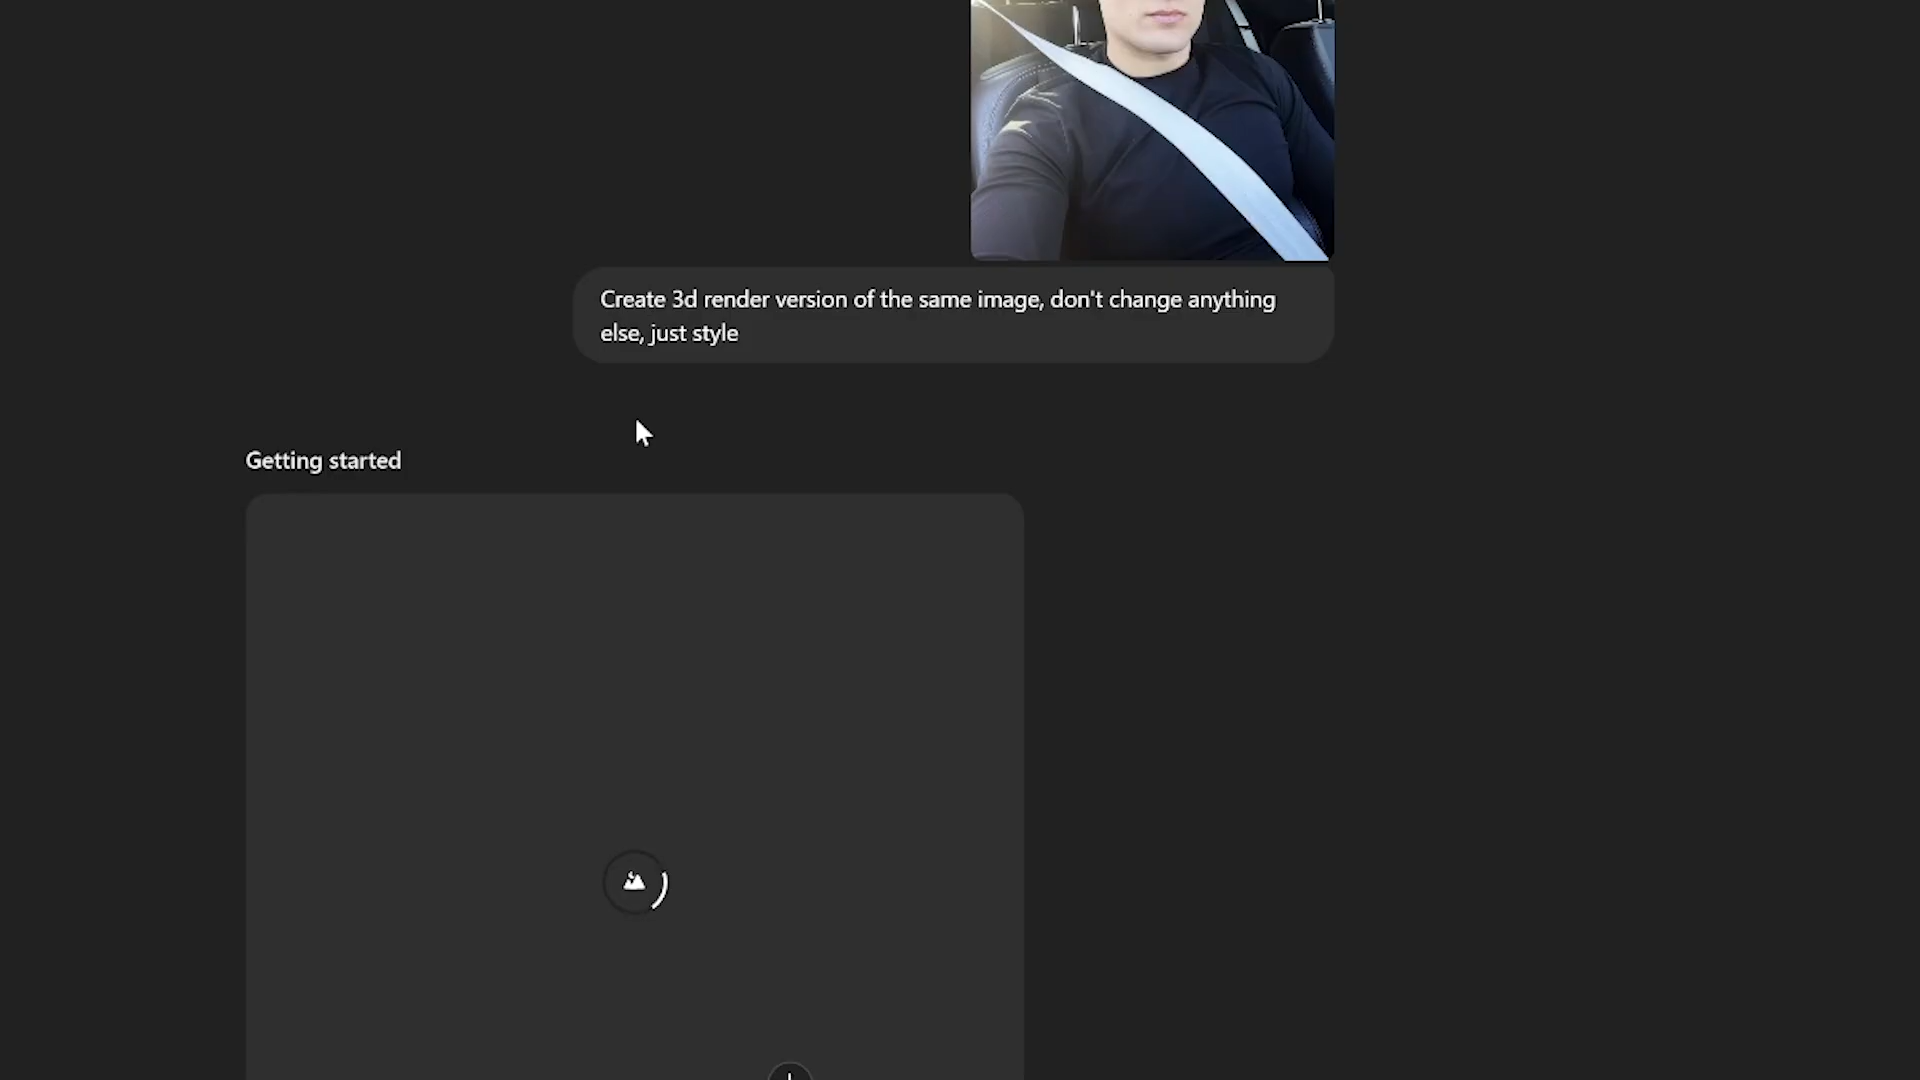 Create 3d render version of the same image, don't change anything
else, just style
Getting started